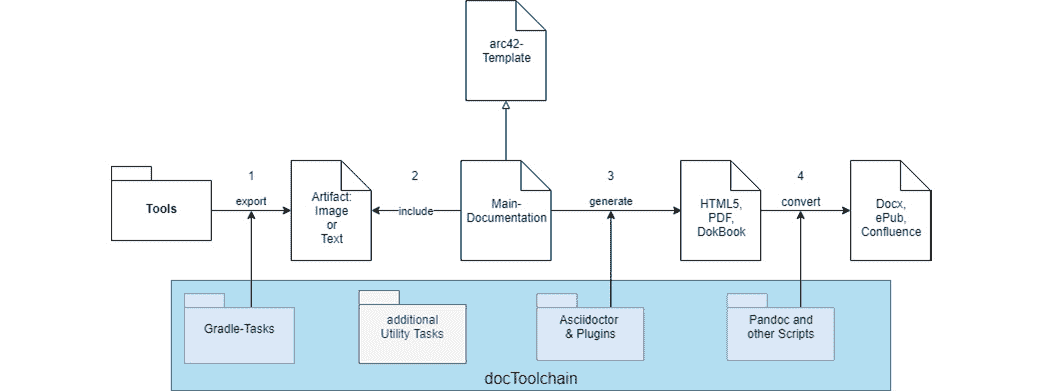 arc42-
Template
1
2
3
4
Tools
export
Artifact:
Image
or
Text
include
Main-
Documentation
generate
HTML5,
PDF,
DokBook
convert
Docx,
ePub,
Confluence
Gradle-Tasks
additional
Utility Tasks
Asciidoctor
& Plugins
Pandoc and
other Scripts
docToolchain